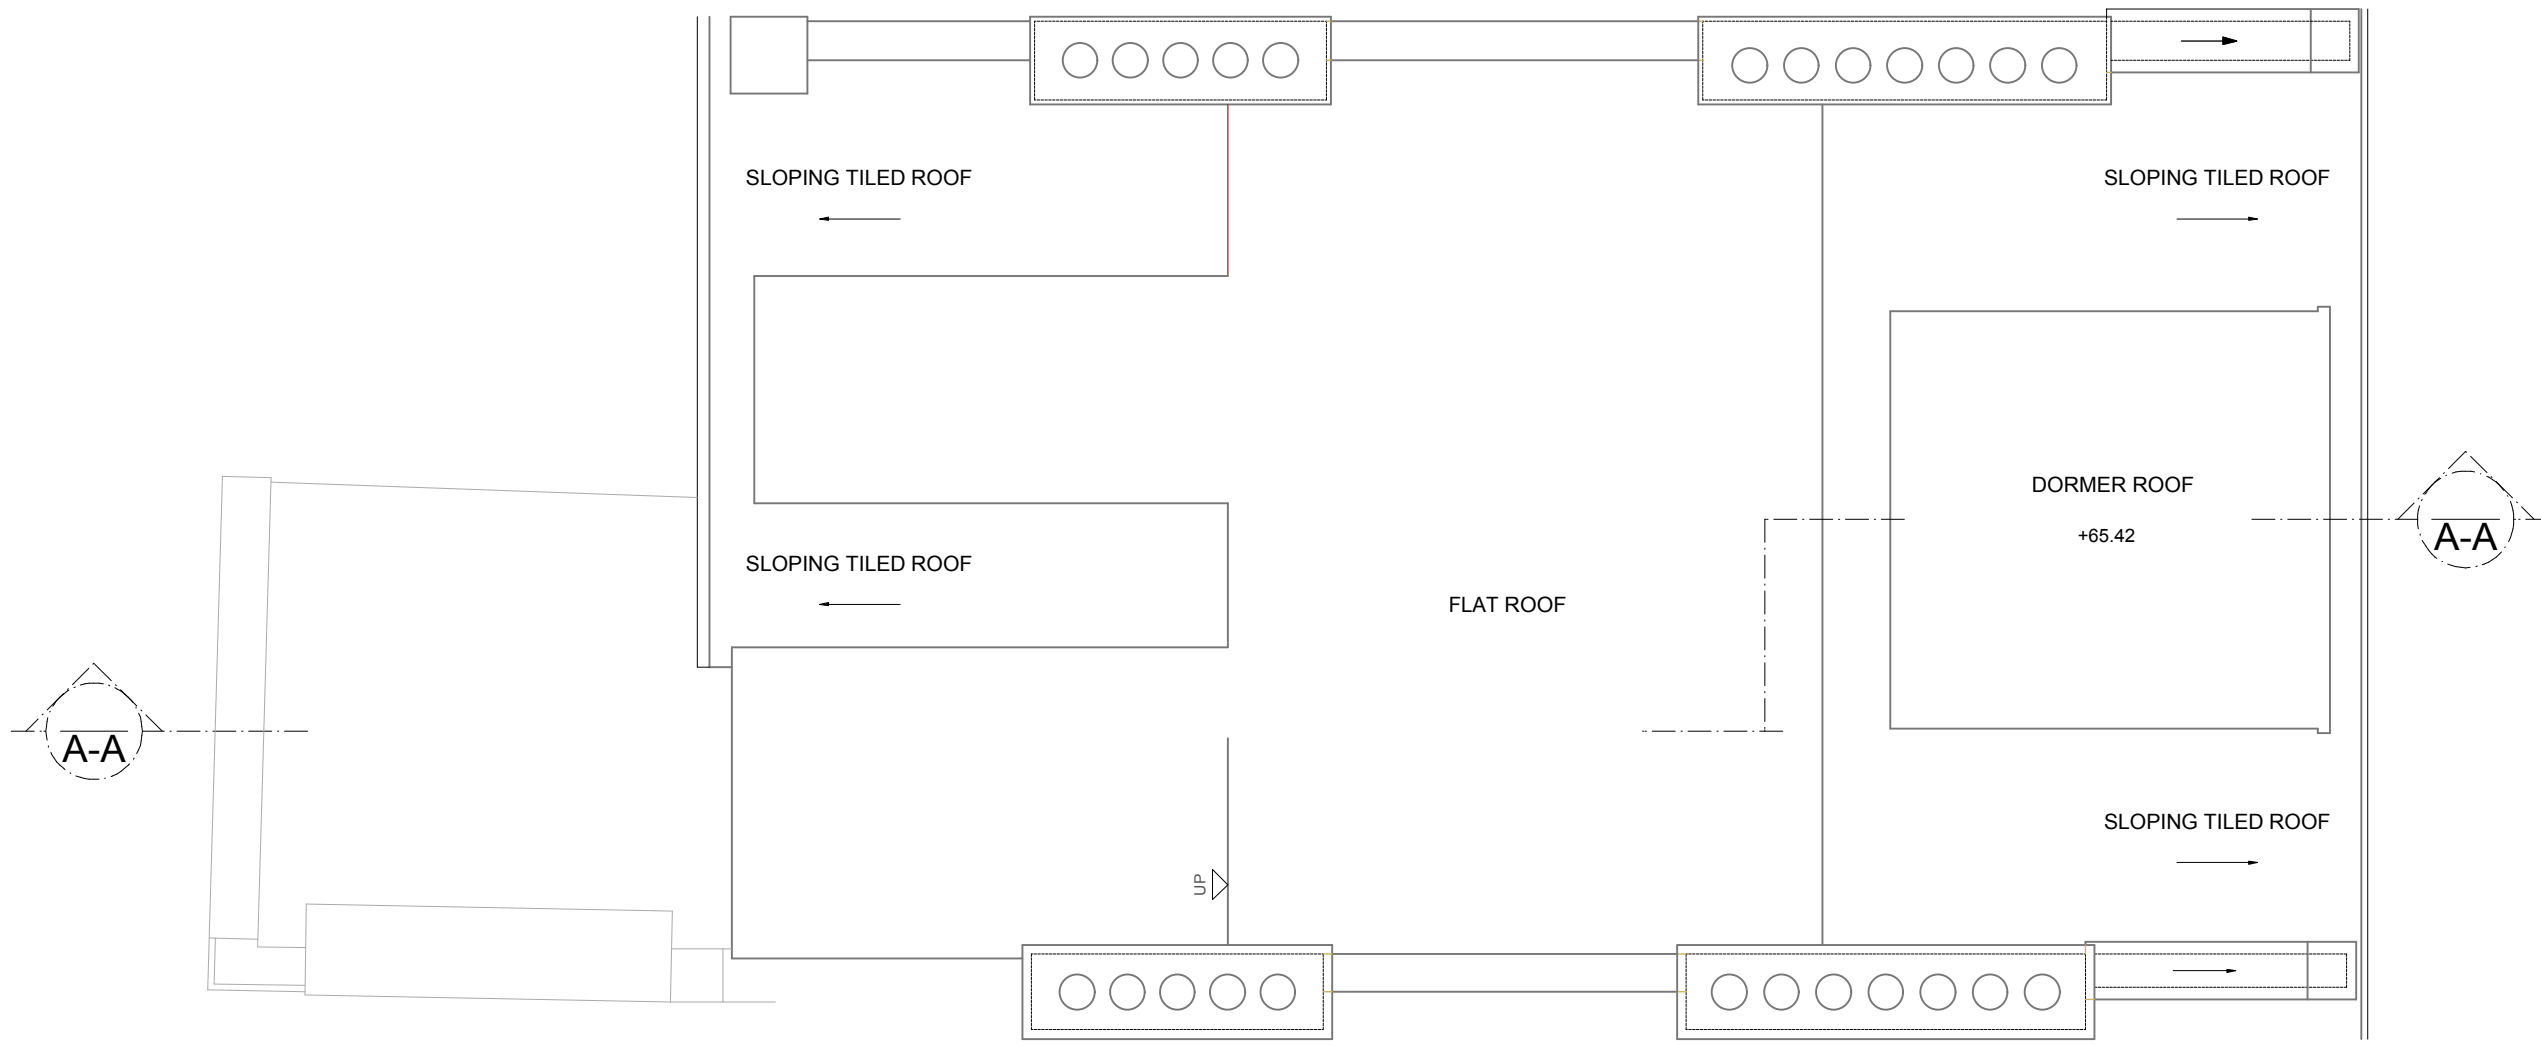 SLOPING TILED ROOF
SLOPING TILED ROOF
DORMER ROOF
+65.42
A-A
SLOPING TILED ROOF
FLAT ROOF
A-A
SLOPING TILED ROOF
UP